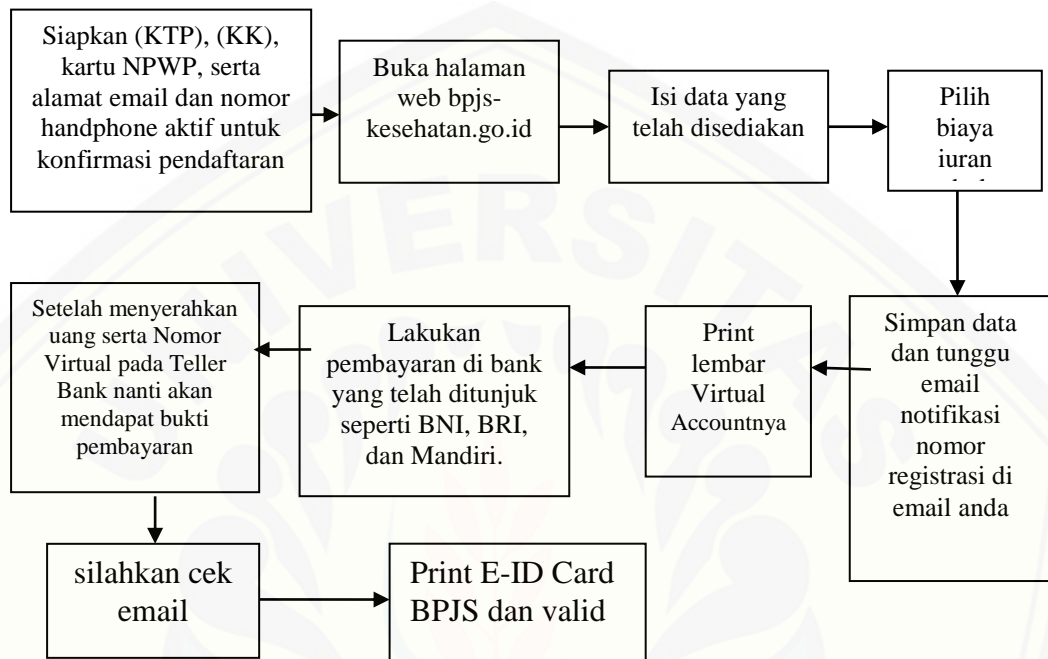 Siapkan (KTP), (KK),
kartu NPWP, serta
alamat email dan nomor
handphone aktif untuk
konfirmasi pendaftaran
Buka halaman
web bpjs-
kesehatan.go.id
Isi data yang
telah disediakan
Pilih
biaya
iuran
Simpan data
dan tunggu
email
notifikasi
nomor
registrasi di
email anda
Print
lembar
Virtual
Accountnya
Lakukan
pembayaran di bank
yang telah ditunjuk
seperti BNI, BRI,
dan Mandiri.
Setelah menyerahkan
uang serta Nomor
Virtual pada Teller
Bank nanti akan
mendapat bukti
pembayaran
silahkan cek
email
Print E-ID Card
BPJS dan valid
UNIVERSITAS